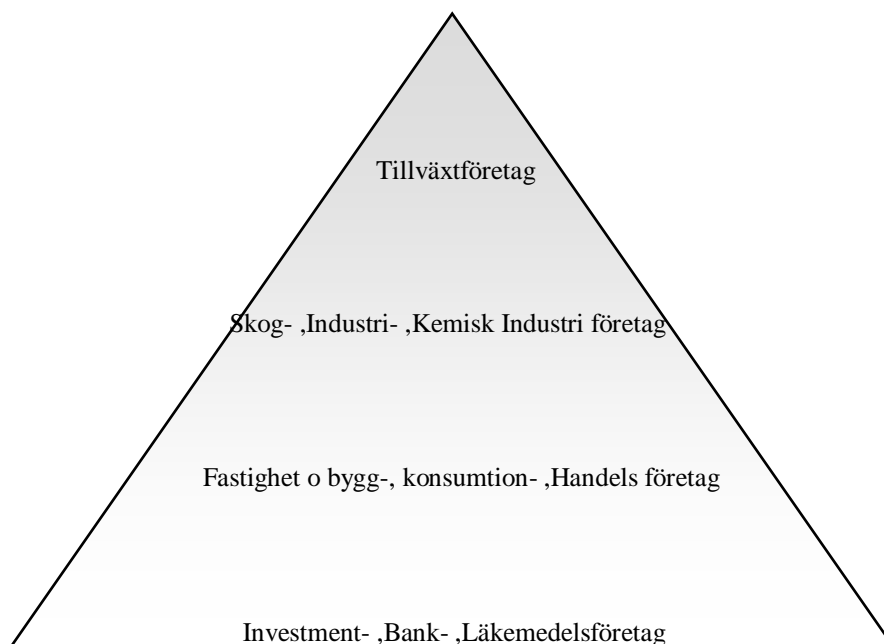 Tillväxtföretag
Skog- ,Industri- ,Kemisk Industri företag
Fastighet o bygg-, konsumtion- ,Handels företag
Investment- ,Bank- ,Läkemedelsföretag